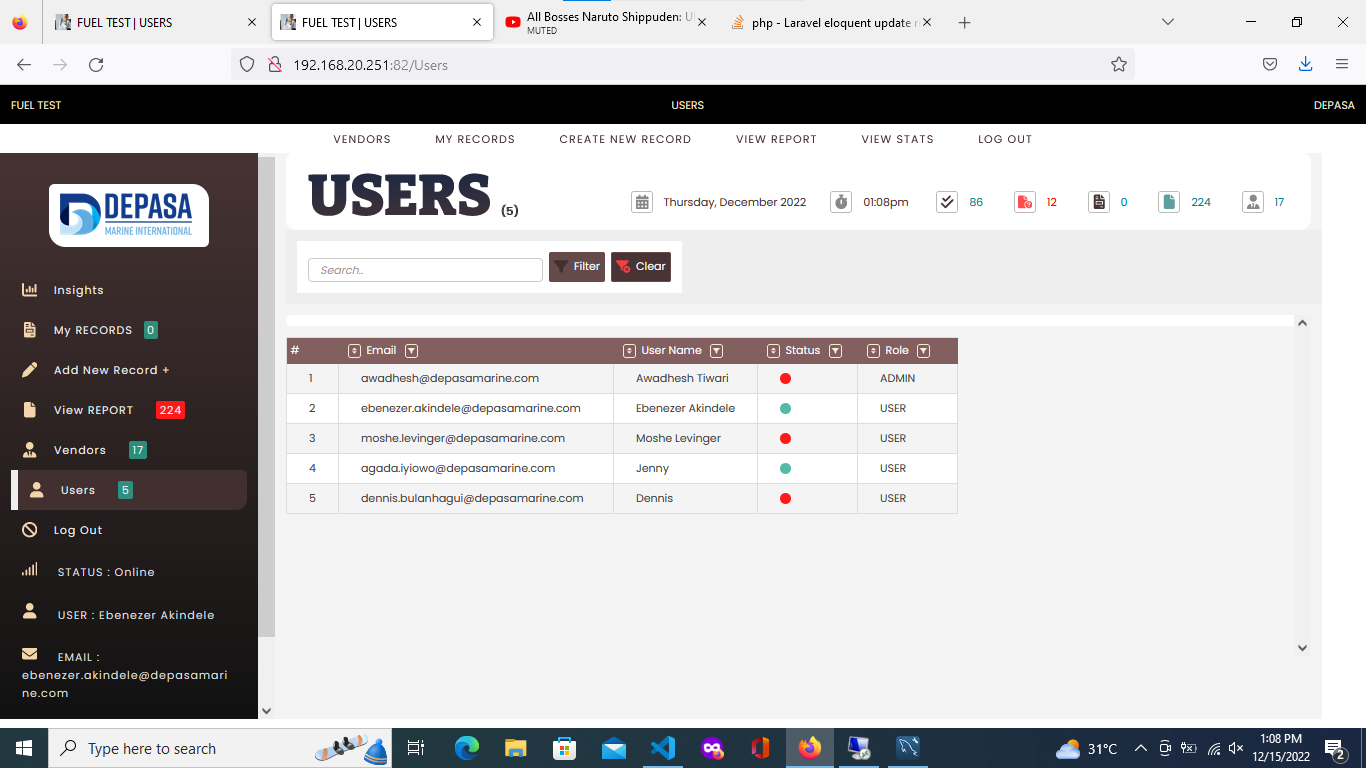 FUEL TEST | USERS
FUEL TEST | USERS
All Bosses Naruto Shippuden: Ul
MUTED
php - Laravel eloquent update r
192.168.20.251:82/Users
FUEL TEST USERS DEPASA
VENDORS MY RECORDS CREATE NEW RECORD VIEW REPORT VIEW STATS LOG OUT
DEPASA
MARINE INTERNATIONAL
Insights
My RECORDS 0
Add New Record +
View REPORT 224
Vendors 17
Users 5
Log Out
STATUS : Online
USER : Ebenezer Akindele
EMAIL :
ebenezer.akindele@depasamari
ne.com
USERS (5)
Thursday, December 2022 01:08pm 86 12 0 224 17
Search.. Filter Clear
# Email User Name Status Role
1 awadhesh@depasamarine.com Awadhesh Tiwari ADMIN
2 ebenezer.akindele@depasamarine.com Ebenezer Akindele USER
3 moshe.levinger@depasamarine.com Moshe Levinger USER
4 agada.iyiowo@depasamarine.com Jenny USER
5 dennis.bulanhagui@depasamarine.com Dennis USER
Type here to search
31°C
1:08 PM
12/15/2022
2